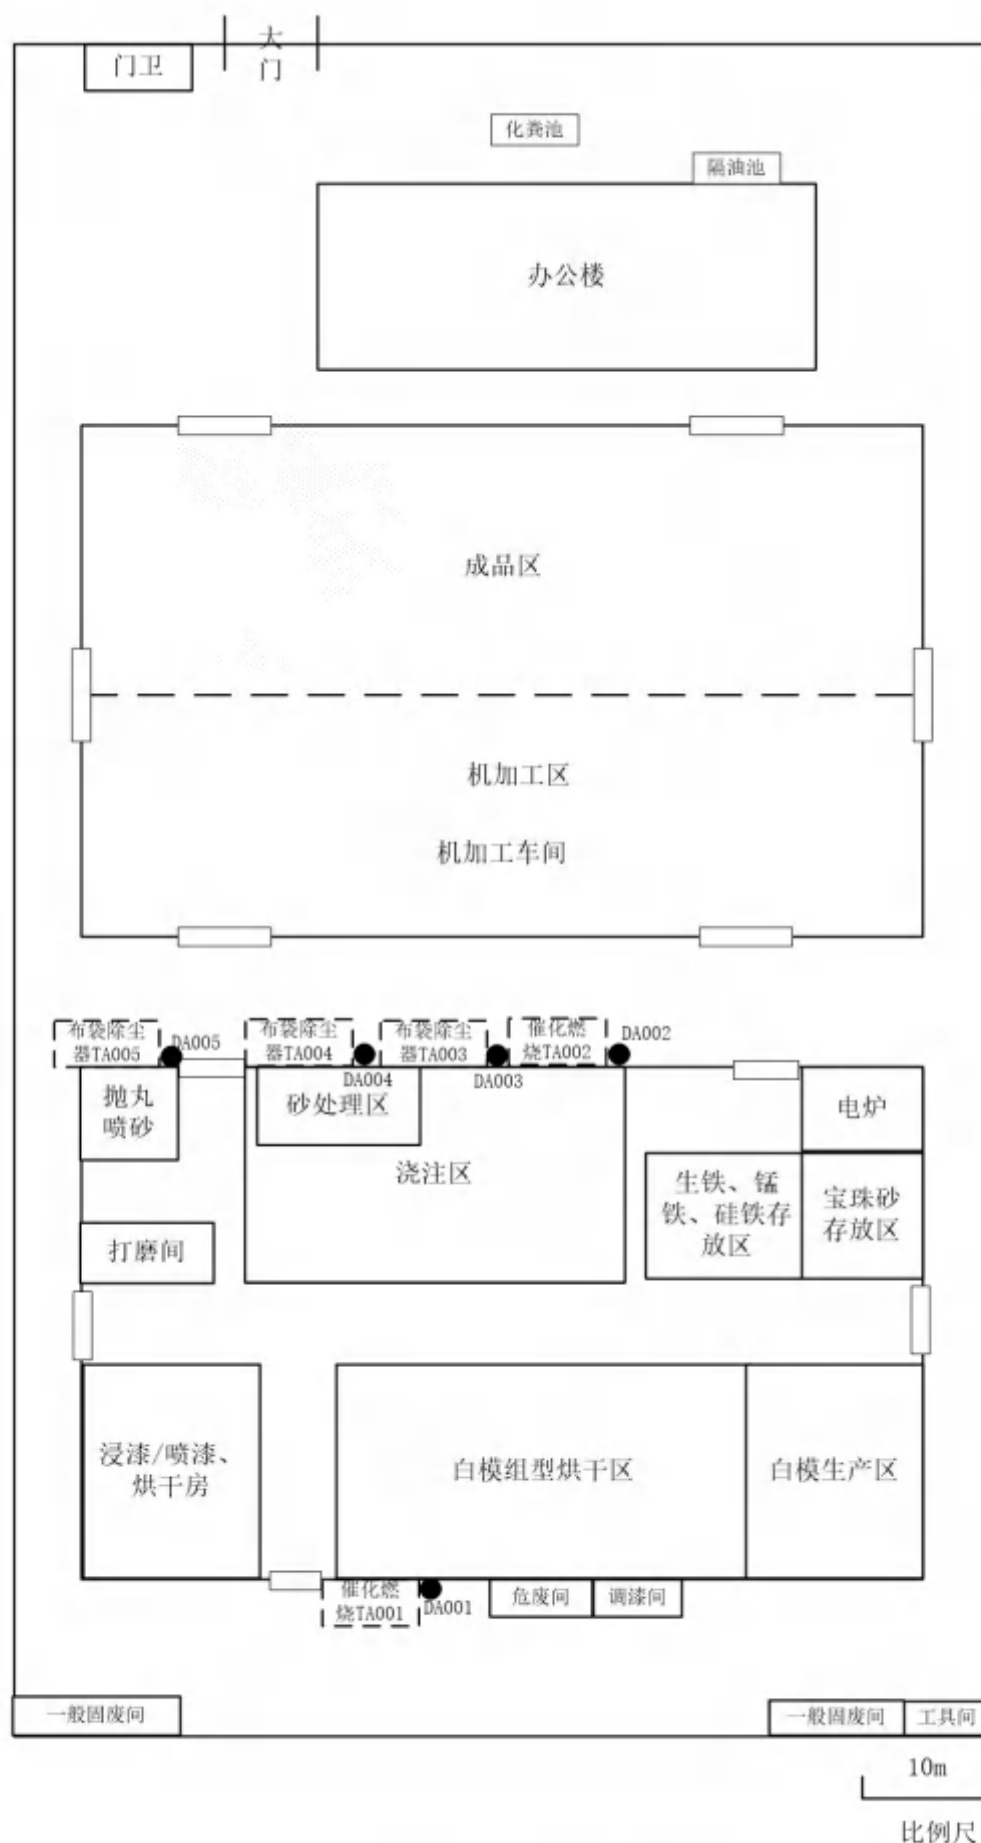 大
门
门卫
化粪池
隔油池
办公楼
成品区
机加工区
机加工车间
布袋除尘
器TA005
DA005
布袋除尘
器TA004
DA004
布袋除尘
器TA003
DA003
催化燃
烧TA002
DA002
抛丸
喷砂
砂处理区
浇注区
电炉
生铁、锰
铁、硅铁存
放区
宝珠砂
存放区
打磨间
浸漆/喷漆、
烘干房
白模组型烘干区
白模生产区
催化燃
烧TA001
DA001
危废间
调漆间
一般固废间
一般固废间
工具间
10m
比例尺